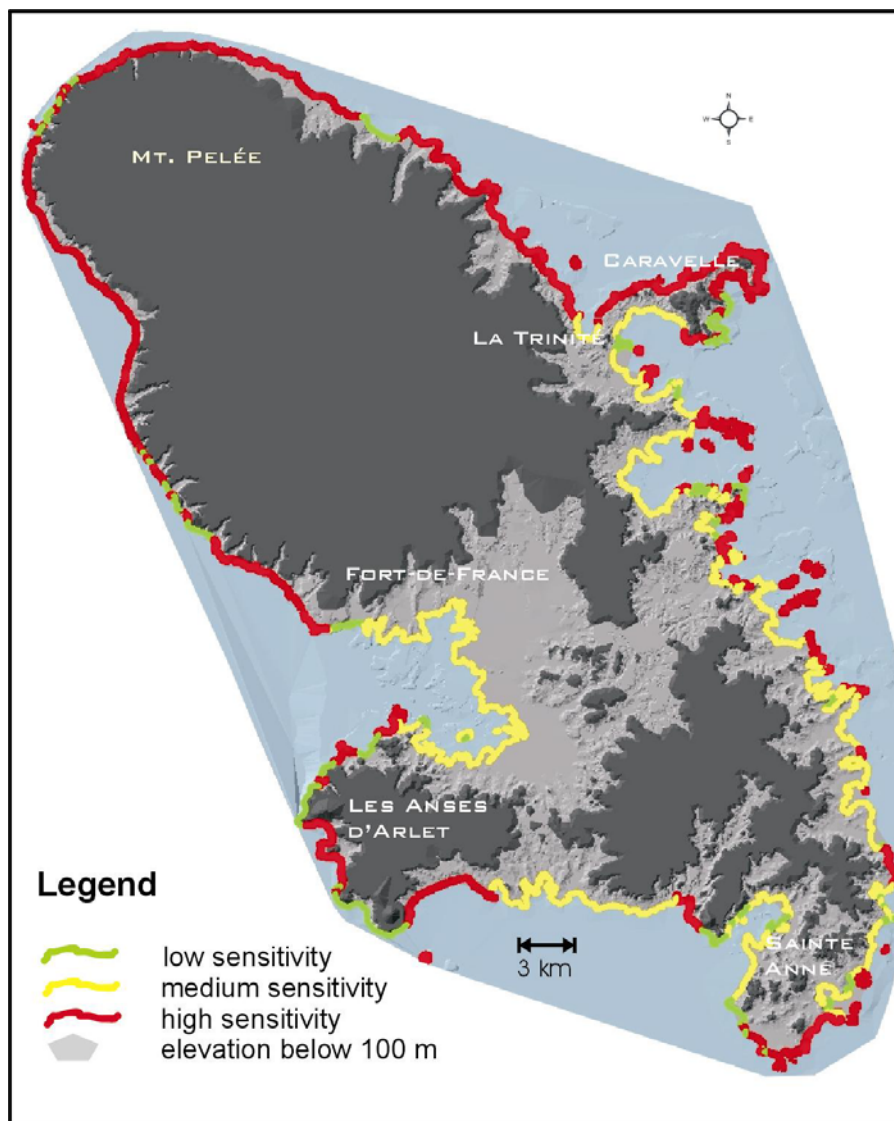 N
W E
S
MT. PELÉE
CARAVELLE
LA TRINITÉ
FORT-DE-FRANCE
LES ANSES
D'ARLET
SAINTE
ANNÉ
3 km
Legend
low sensitivity
medium sensitivity
high sensitivity
elevation below 100 m